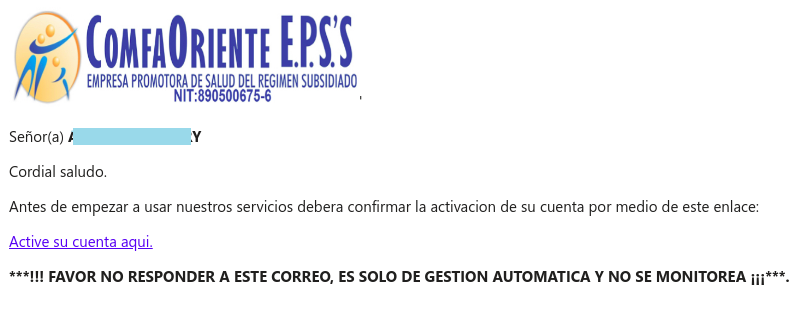 COMFAORIENTE E.P.S.'S
EMPRESA PROMOTORA DE SALUD DEL REGIMEN SUBSIDIADO
NIT:890500675-6
Señor(a)
Cordial saludo.
Antes de empezar a usar nuestros servicios debera confirmar la activacion de su cuenta por medio de este enlace:
Active su cuenta aqui.
***!!! FAVOR NO RESPONDER A ESTE CORREO, ES SOLO DE GESTION AUTOMATICA Y NO SE MONITOREA ¡¡¡***.